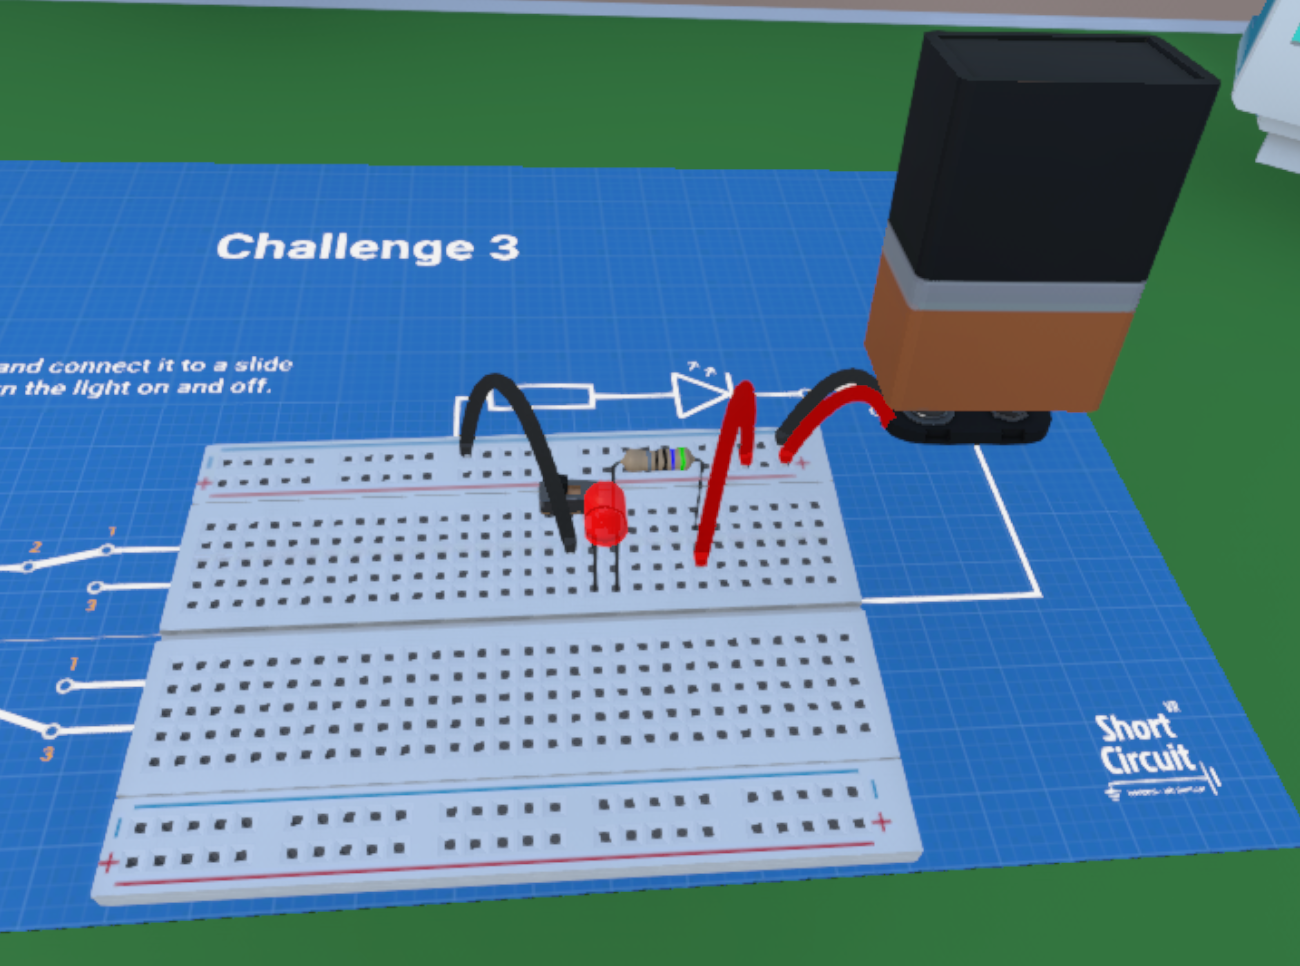 Challenge 3
and connect it to a slide
n the light on and off.
1
2
3
1
3
+
+
+
+
VR
Short
Circuit